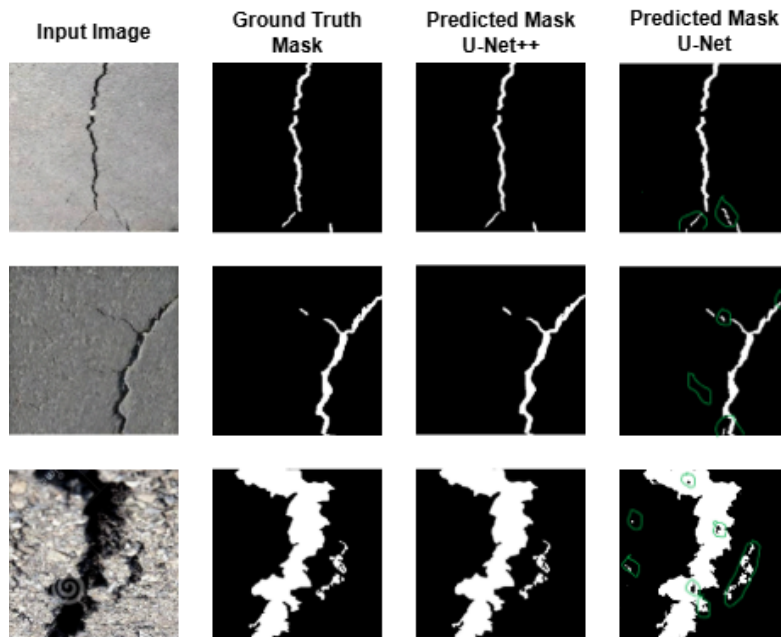 Input Image
Ground Truth
Mask
Predicted Mask
U-Net++
Predicted Mask
U-Net